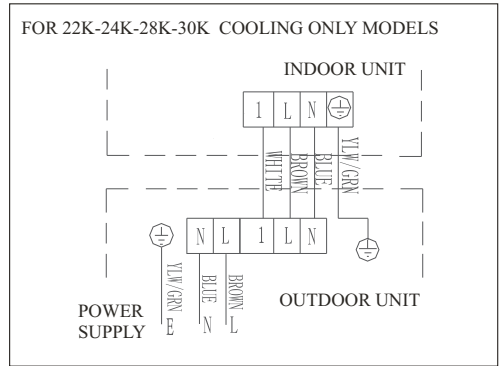 FOR 22K-24K-28K-30K COOLING ONLY MODELS
INDOOR UNIT
1 L N
WHITE
BROWN
BLUE
YLW/GRN
N L 1 L N
YLW/GRN
BLUE
BROWN
OUTDOOR UNIT
POWER
SUPPLY
E N L